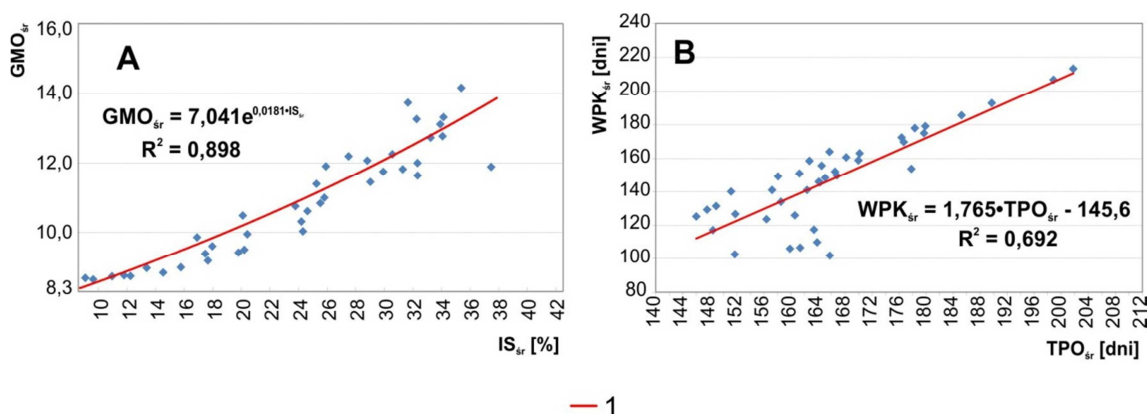 A
GMOśr
16,0
14,0
12,0
10,0
8,3
GMOśr = 7,041e0,0181•ISśr
R2 = 0,898
10 12 14 16 18 20 22 24 26 28 30 32 34 36 38 40 42
ISśr [%]
B
WPKśr [dni]
240
220
200
180
160
140
120
100
80
WPKśr = 1,765•TPOśr - 145,6
R2 = 0,692
140 144 148 152 156 160 164 168 172 176 180 184 188 192 196 200 204 208 212
TPOśr [dni]
1